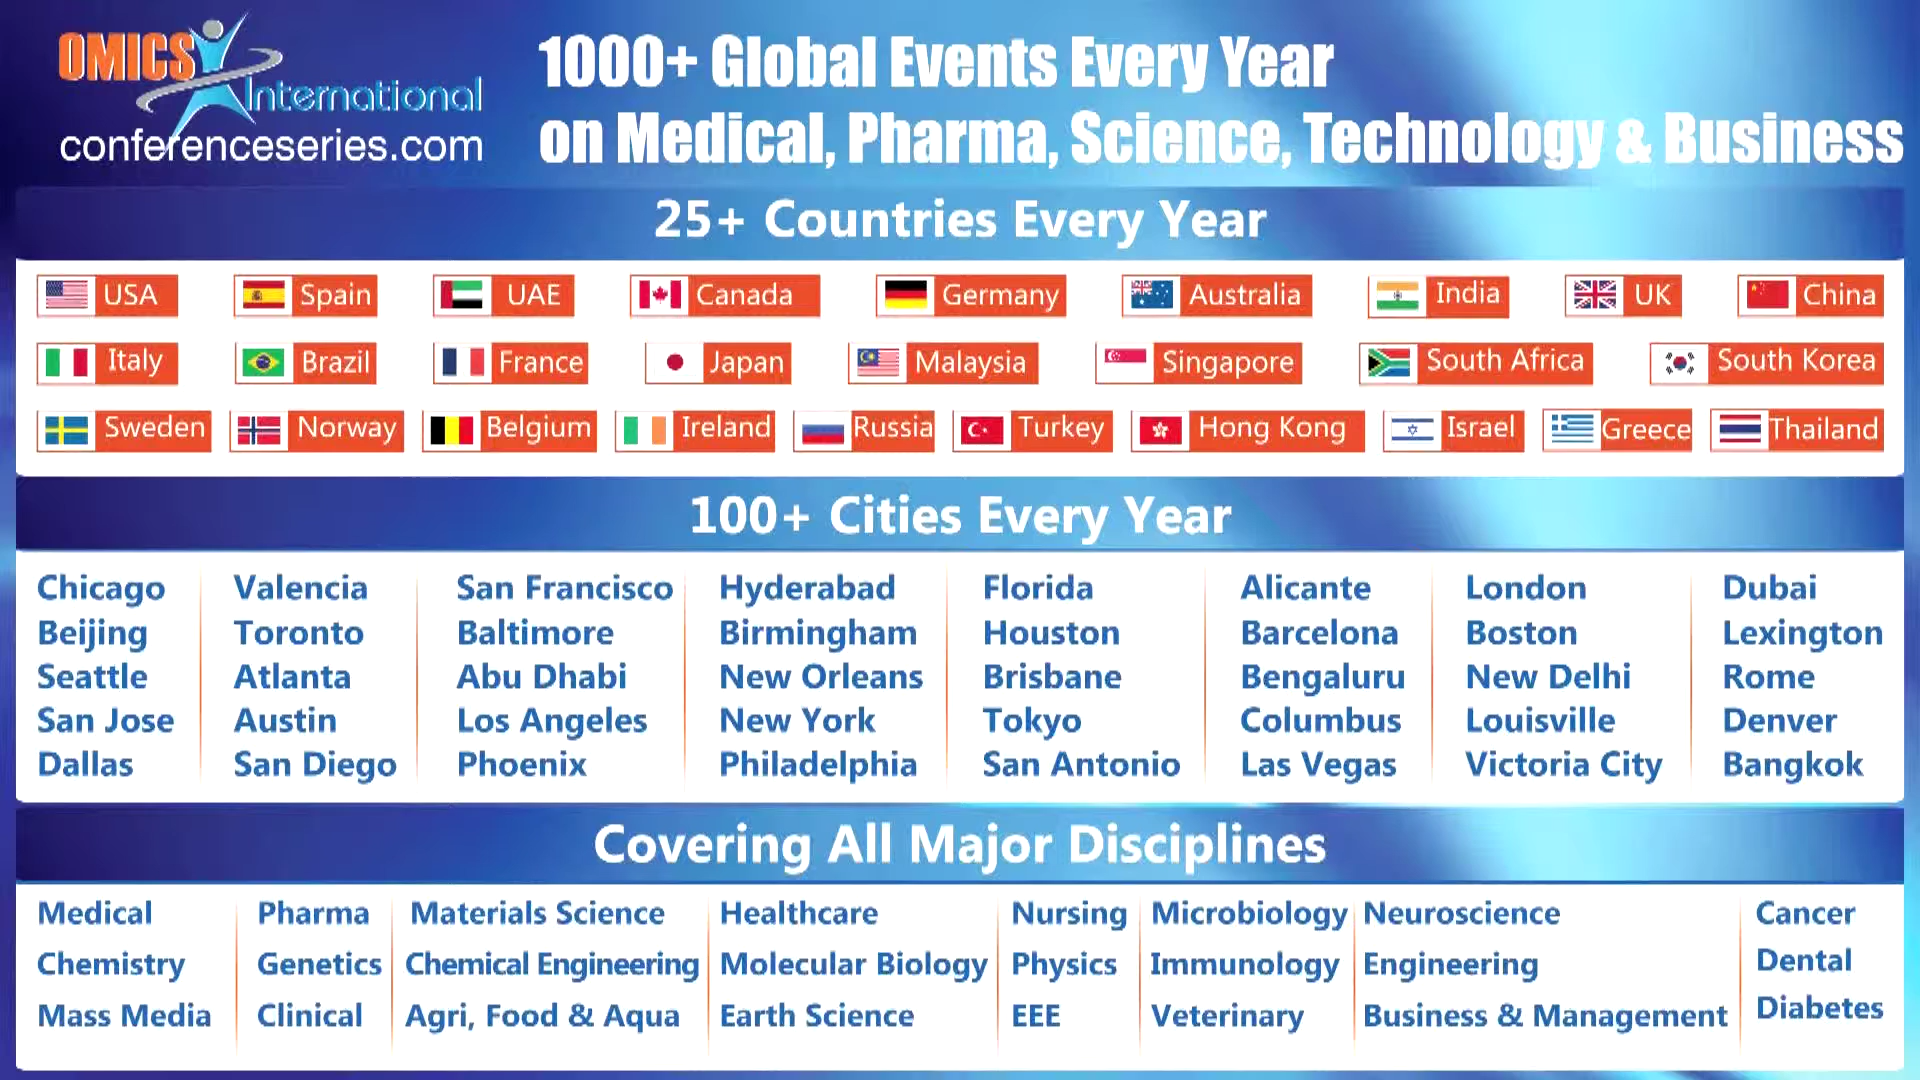 OMICS
International
conferenceseries.com
1000+ Global Events Every Year
on Medical, Pharma, Science, Technology & Business
25+ Countries Every Year
USA Spain UAE Canada Germany Australia India UK China
Italy Brazil France Japan Malaysia Singapore South Africa South Korea
Sweden Norway Belgium Ireland Russia Turkey Hong Kong Israel Greece Thailand
100+ Cities Every Year
Chicago Valencia San Francisco Hyderabad Florida Alicante London Dubai
Beijing Toronto Baltimore Birmingham Houston Barcelona Boston Lexington
Seattle Atlanta Abu Dhabi New Orleans Brisbane Bengaluru New Delhi Rome
San Jose Austin Los Angeles New York Tokyo Columbus Louisville Denver
Dallas San Diego Phoenix Philadelphia San Antonio Las Vegas Victoria City Bangkok
Covering All Major Disciplines
Medical Pharma Materials Science Healthcare Nursing Microbiology Neuroscience Cancer
Chemistry Genetics Chemical Engineering Molecular Biology Physics Immunology Engineering Dental
Mass Media Clinical Agri, Food & Aqua Earth Science EEE Veterinary Business & Management Diabetes